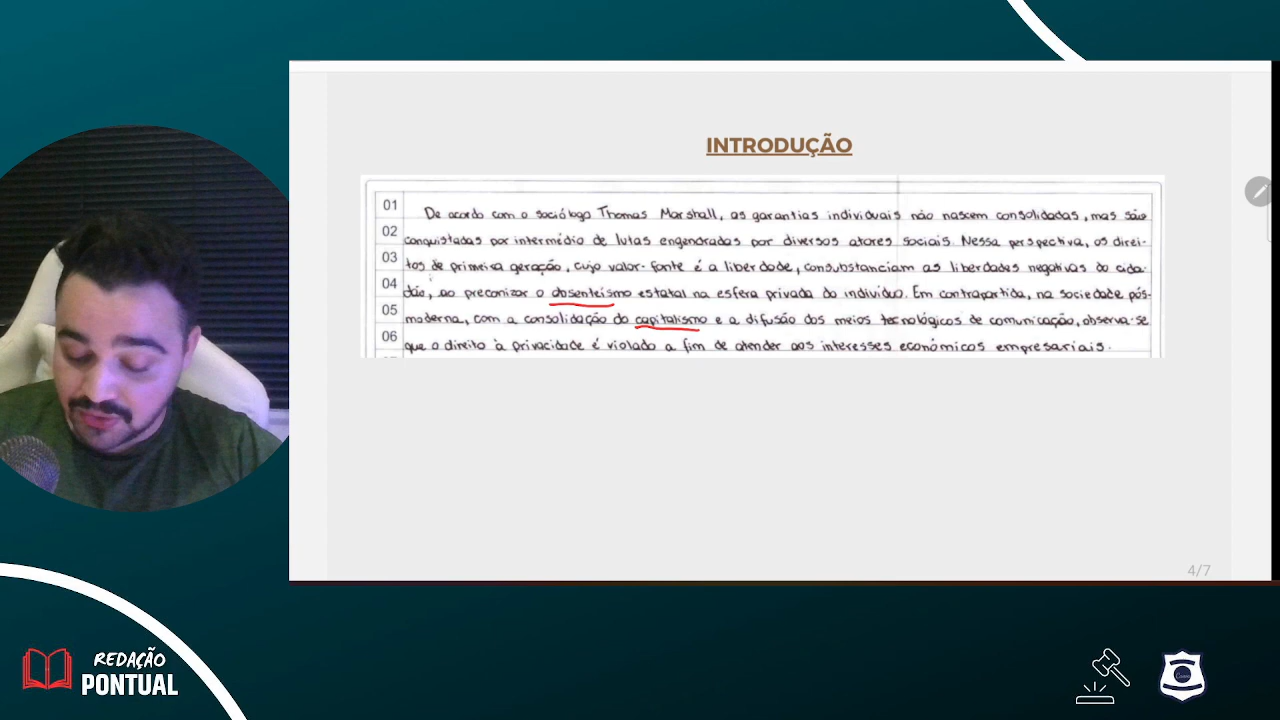 INTRODUÇÃO
01 De acordo com o sociólogo Thomas Marshall, as garantias individuais não nascem consolidadas, mas são
02 conquistadas por intermédio de lutas engendradas por diversos atores sociais. Nessa perspectiva, os direi-
03 tos de primeira geração, cujo valor-fonte é a liberdade, consubstanciam as liberdades negativas do cida-
04 dão, ao preconizar o absenteísmo estatal na esfera privada do indivíduo. Em contrapartida, na sociedade pós-
05 moderna, com a consolidação do capitalismo e a difusão dos meios tecnológicos de comunicação, observa-se
06 que o direito à privacidade é violado a fim de atender aos interesses econômicos empresariais.
4/7
REDAÇÃO
PONTUAL